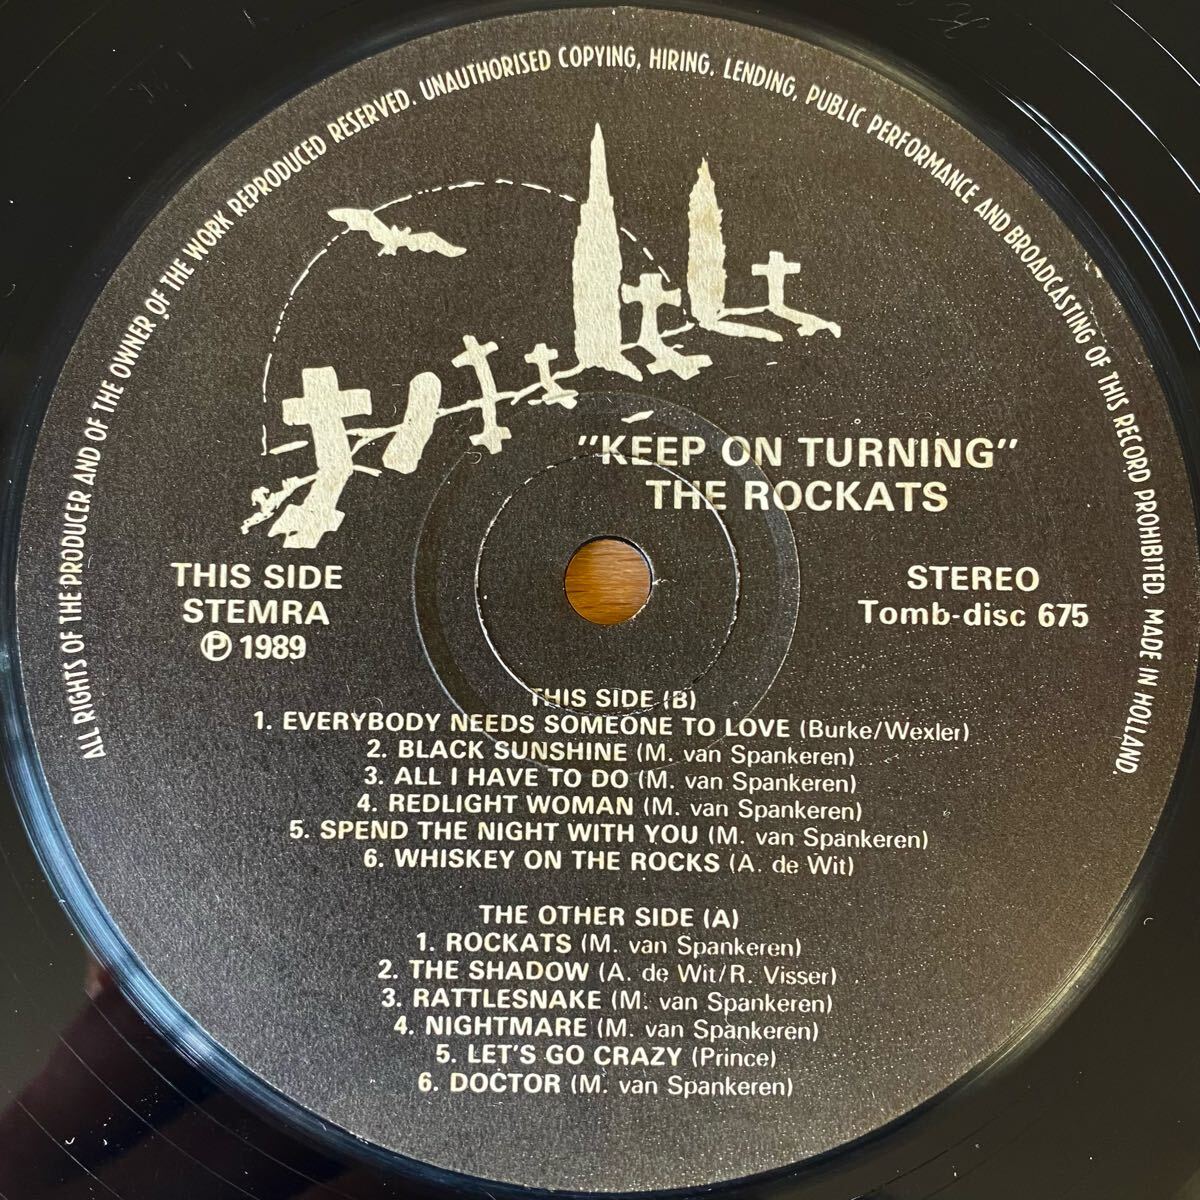 ALL RIGHTS OF THE PRODUCER AND OF THE OWNER OF THE WORK REPRODUCED RESERVED. UNAUTHORISED COPYING, HIRING, LENDING, PUBLIC PERFORMANCE AND BROADCASTING OF THIS RECORD PROHIBITED. MADE IN HOLLAND.
"KEEP ON TURNING"
THE ROCKATS
THIS SIDE
STEMRA
Ⓟ 1989
STEREO
Tomb-disc 675
THIS SIDE (B)
1. EVERYBODY NEEDS SOMEONE TO LOVE (Burke/Wexler)
2. BLACK SUNSHINE (M. van Spankeren)
3. ALL I HAVE TO DO (M. van Spankeren)
4. REDLIGHT WOMAN (M. van Spankeren)
5. SPEND THE NIGHT WITH YOU (M. van Spankeren)
6. WHISKEY ON THE ROCKS (A. de Wit)
THE OTHER SIDE (A)
1. ROCKATS (M. van Spankeren)
2. THE SHADOW (A. de Wit/R. Visser)
3. RATTLESNAKE (M. van Spankeren)
4. NIGHTMARE (M. van Spankeren)
5. LET'S GO CRAZY (Prince)
6. DOCTOR (M. van Spankeren)